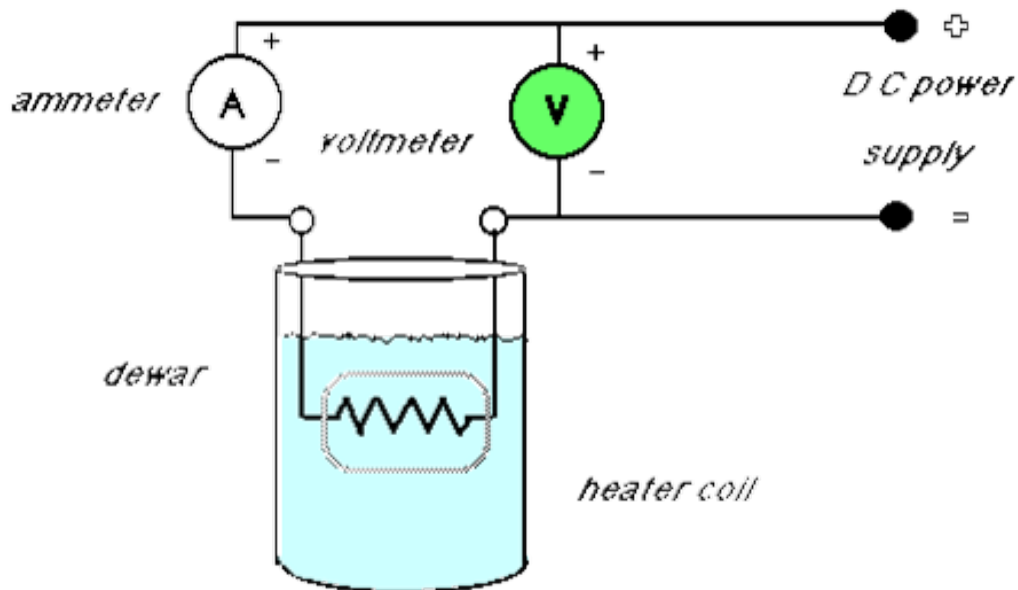 + + +
ammeter A V D C power
voltmeter supply
- -
=
dewar
heater coil